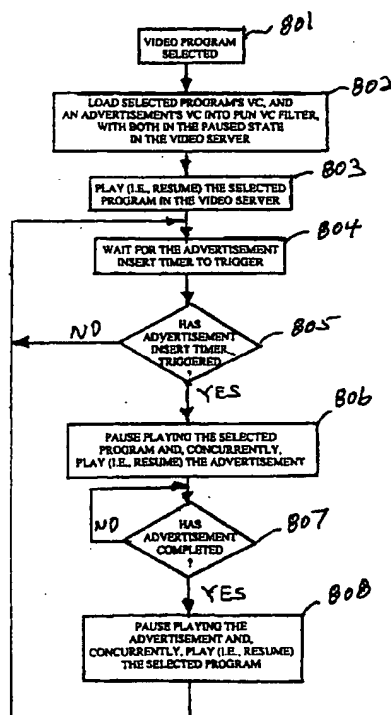 801
VIDEO PROGRAM
SELECTED
802
LOAD SELECTED PROGRAM'S VC, AND
AN ADVERTISEMENT'S VC INTO PUN VC FILTER,
WITH BOTH IN THE PAUSED STATE
IN THE VIDEO SERVER
803
PLAY (I.E., RESUME) THE SELECTED
PROGRAM IN THE VIDEO SERVER
804
WAIT FOR THE ADVERTISEMENT
INSERT TIMER TO TRIGGER
805
NO
HAS
ADVERTISEMENT
INSERT TIMER
TRIGGERED
?
YES
806
PAUSE PLAYING THE SELECTED
PROGRAM AND, CONCURRENTLY,
PLAY (I.E., RESUME) THE ADVERTISEMENT
807
NO
HAS
ADVERTISEMENT
COMPLETED
?
YES
808
PAUSE PLAYING THE
ADVERTISEMENT AND,
CONCURRENTLY, PLAY (I.E., RESUME)
THE SELECTED PROGRAM